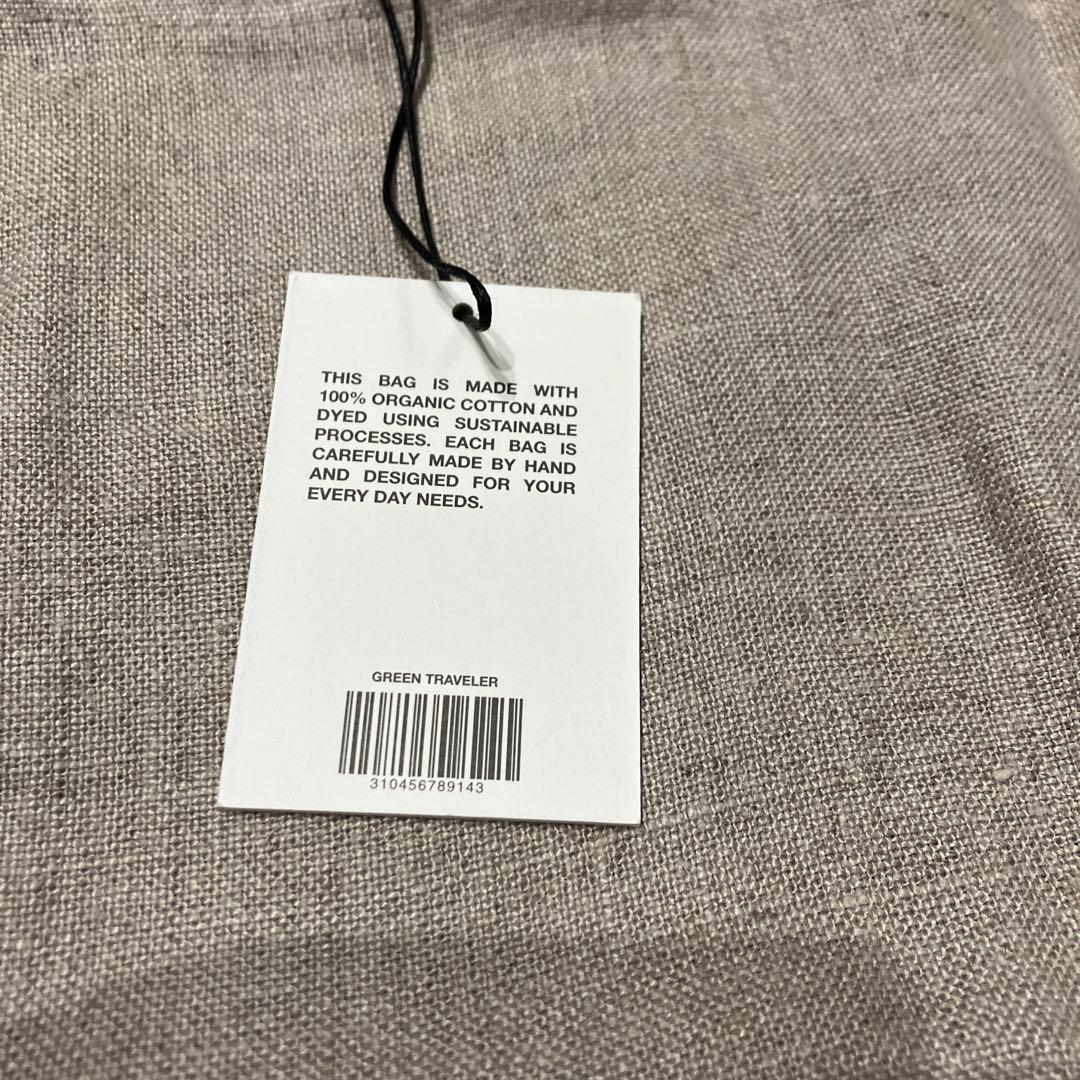 THIS BAG IS MADE WITH
100% ORGANIC COTTON AND
DYED USING SUSTAINABLE
PROCESSES. EACH BAG IS
CAREFULLY MADE BY HAND
AND DESIGNED FOR YOUR
EVERY DAY NEEDS.
GREEN TRAVELER
310456789143